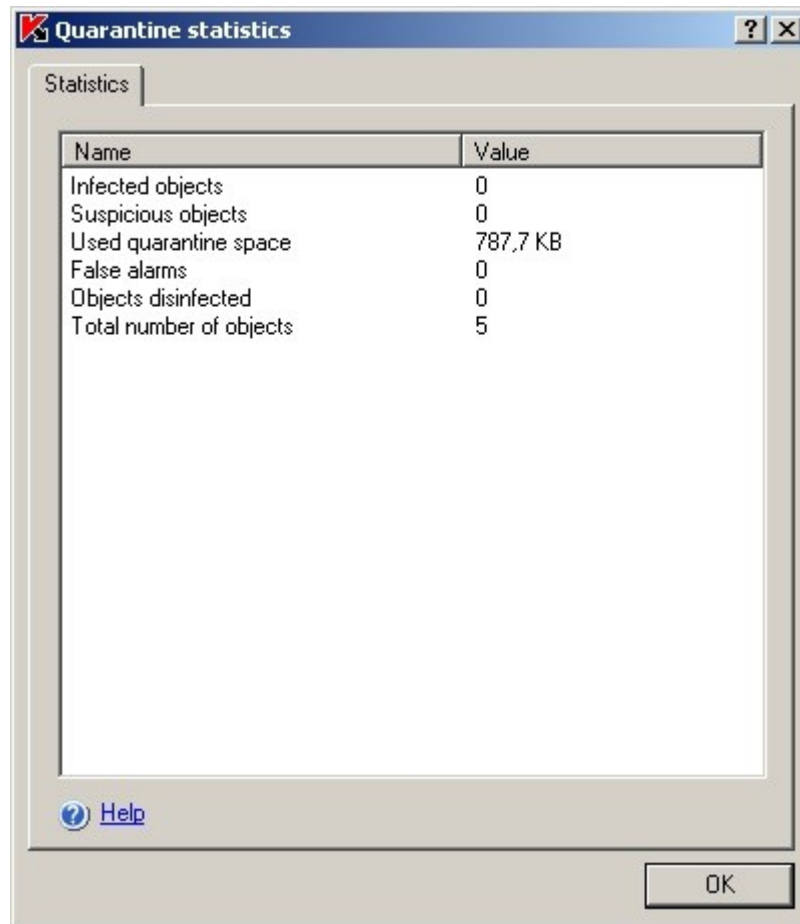 Quarantine statistics
Statistics
Name Value
Infected objects 0
Suspicious objects 0
Used quarantine space 787,7 KB
False alarms 0
Objects disinfected 0
Total number of objects 5
Help
OK